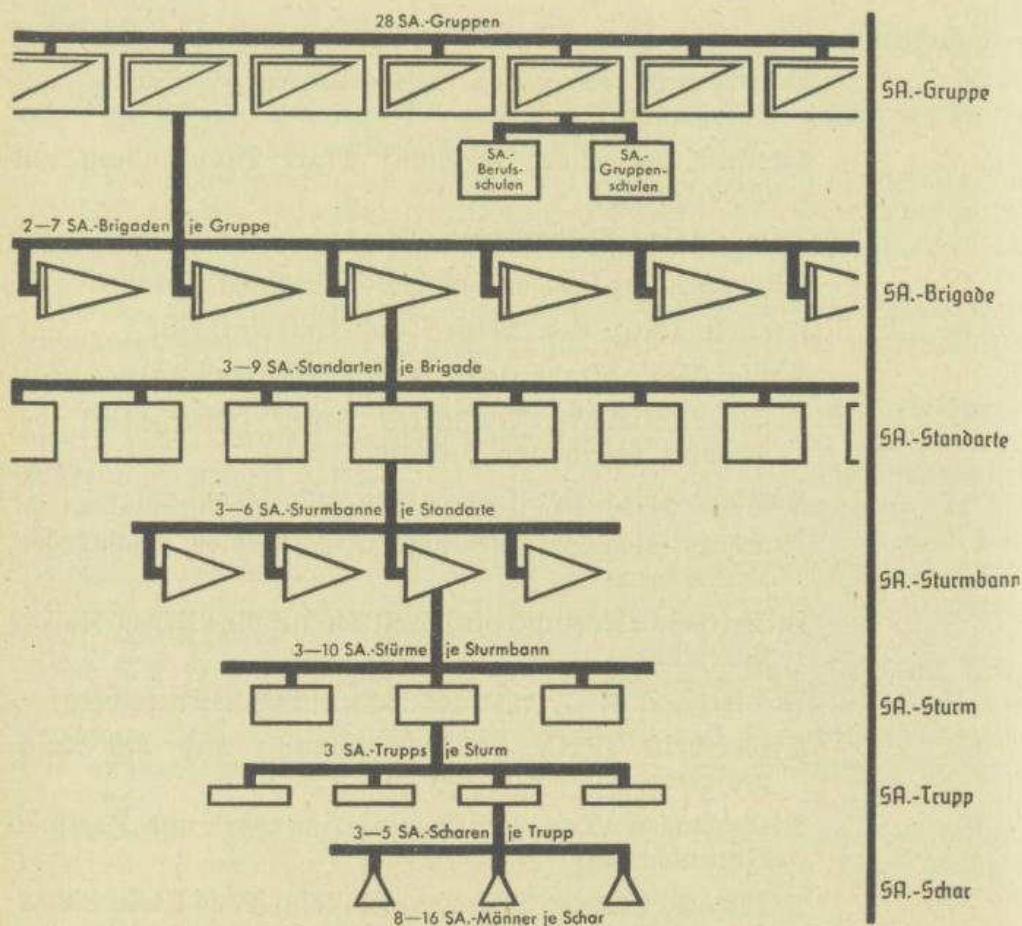 28 SA.-Gruppen
SA.-Gruppe
SA.-
Berufs-
schulen
SA.-
Gruppen-
schulen
2—7 SA.-Brigaden je Gruppe
SA.-Brigade
3—9 SA.-Standarten je Brigade
SA.-Standarte
3—6 SA.-Sturmbanne je Standarte
SA.-Sturmbann
3—10 SA.-Stürme je Sturmbann
SA.-Sturm
3 SA.-Trupps je Sturm
SA.-Trupp
3—5 SA.-Scharen je Trupp
SA.-Schar
8—16 SA.-Männer je Schar